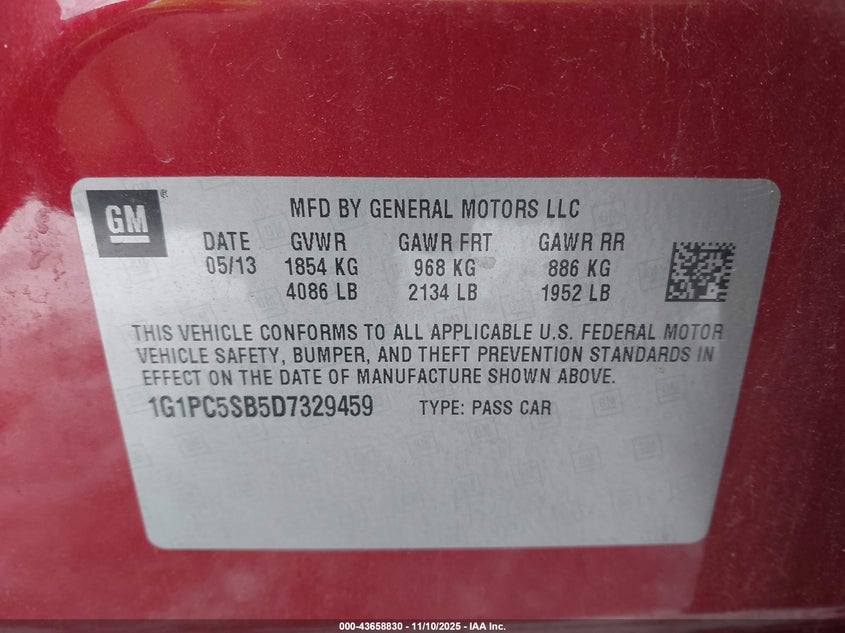 GM
MFD BY GENERAL MOTORS LLC
DATE GVWR GAWR FRT GAWR RR
05/13 1854 KG 968 KG 886 KG
4086 LB 2134 LB 1952 LB
THIS VEHICLE CONFORMS TO ALL APPLICABLE U.S. FEDERAL MOTOR
VEHICLE SAFETY, BUMPER, AND THEFT PREVENTION STANDARDS IN
EFFECT ON THE DATE OF MANUFACTURE SHOWN ABOVE.
1G1PC5SB5D7329459 TYPE: PASS CAR
000-43658830 - 11/10/2025 - IAA Inc.